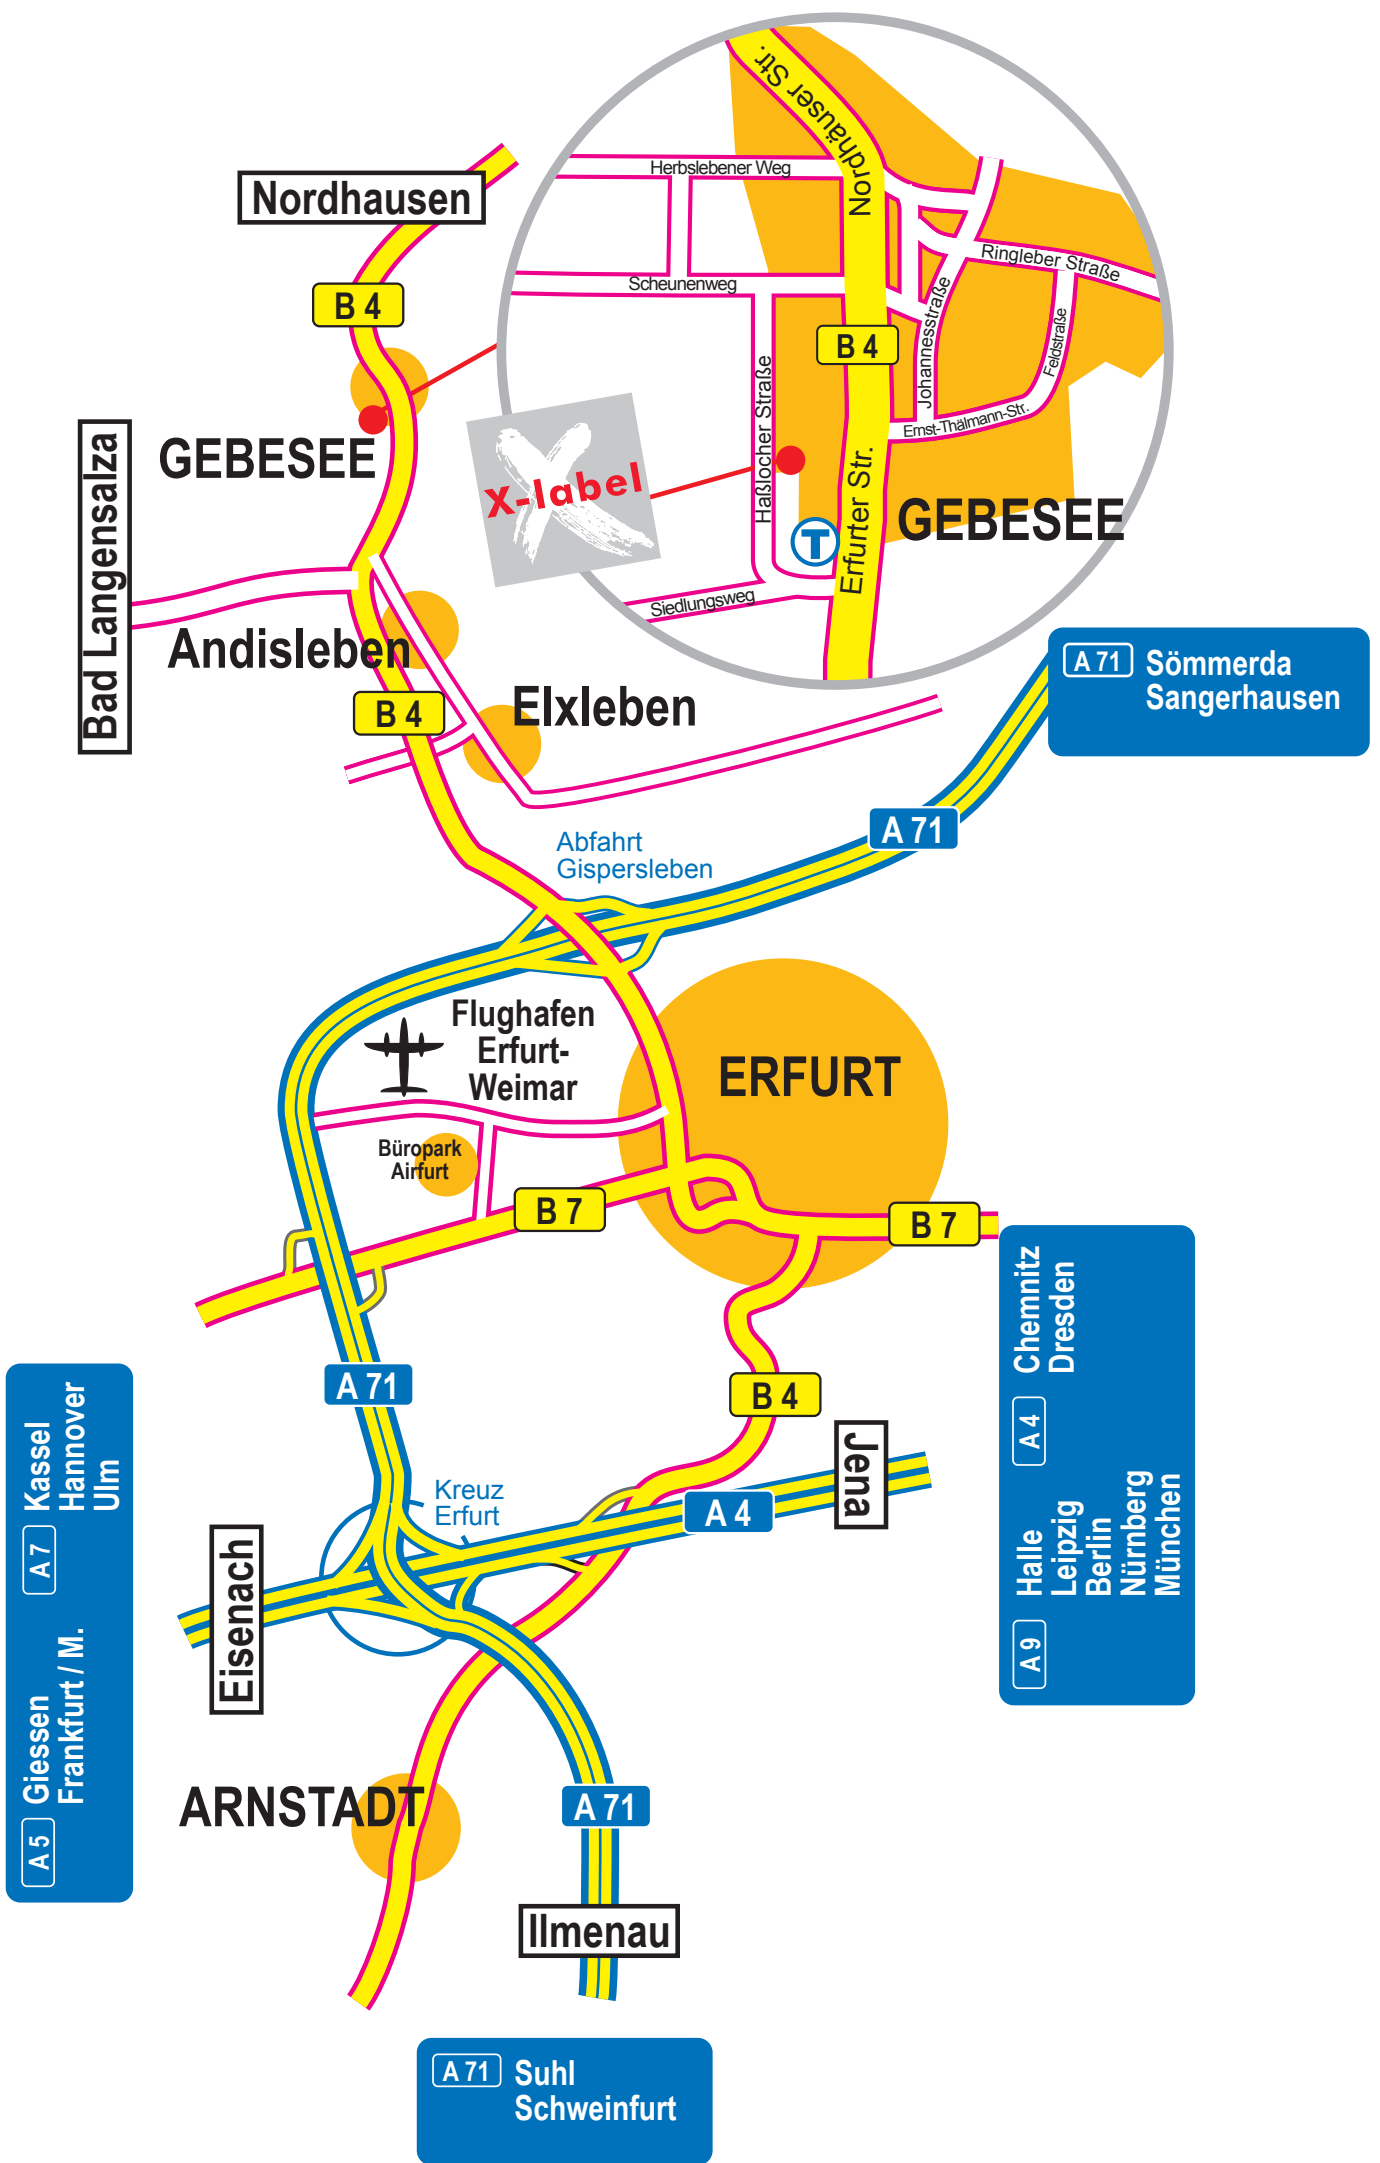 Nordhäuser Str.
Herbslebener Weg
Nordhausen
Ringleber Straße
Scheunenweg
B 4
B 4
Johannesstraße
Feldstraße
Haßlocher Straße
Ernst-Thälmann-Str.
GEBESEE
X-label
Erfurter Str.
GEBESEE
T
Siedlungsweg
Bad Langensalza
Andisleben
A 71 Sömmerda
Sangerhausen
B 4
Elxleben
A 71
Abfahrt
Gispersleben
Flughafen
Erfurt-
Weimar
ERFURT
Büropark
Airfurt
B 7
B 7
Chemnitz
Dresden
A 4
Halle
Leipzig
Berlin
Nürnberg
München
A 9
A 71
B 4
Kassel
Hannover
Ulm
A 7
Giessen
Frankfurt / M.
A 5
Jena
Kreuz
Erfurt
A 4
Eisenach
ARNSTADT
A 71
Ilmenau
A 71 Suhl
Schweinfurt